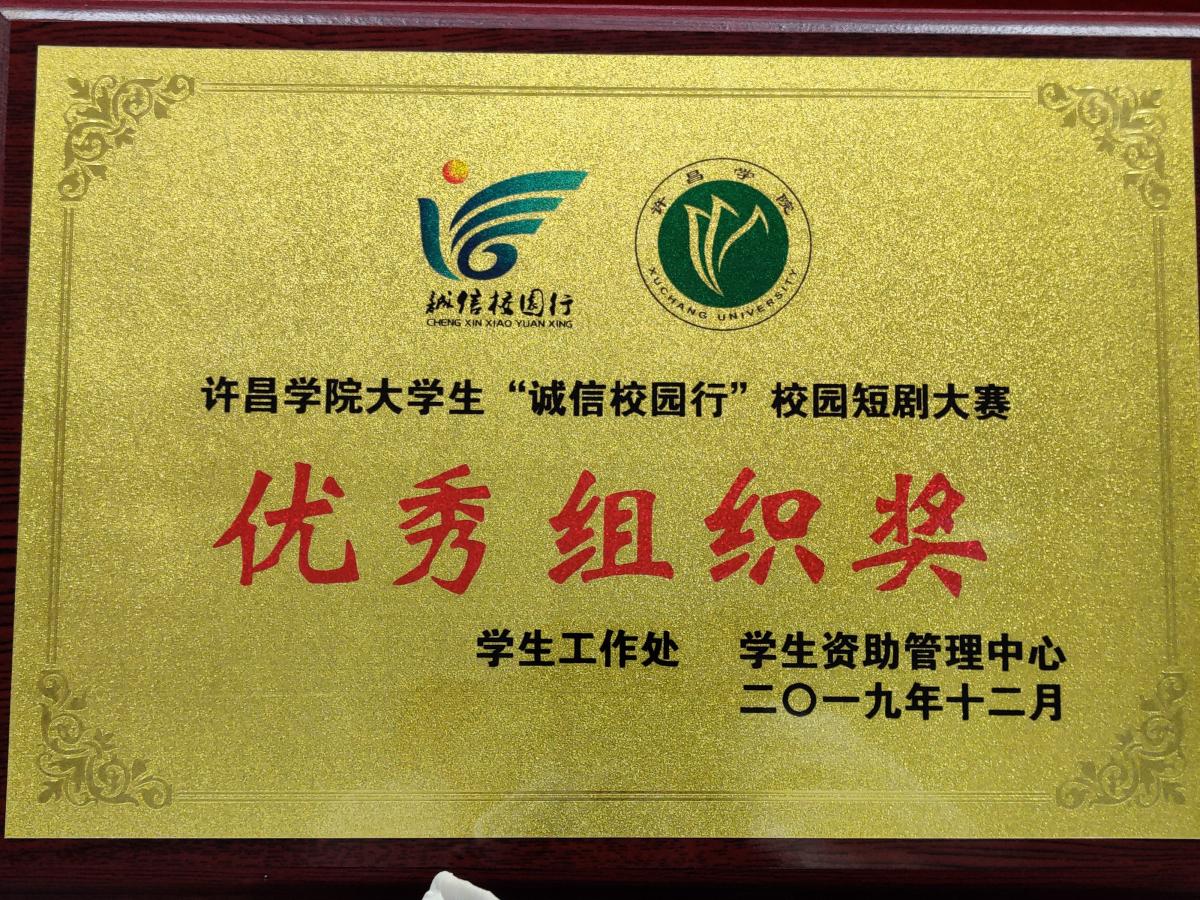 誠信校园行
CHENG XIN XIAO YUAN XING
许昌学院
XUCHANG UNIVERSITY
许昌学院大学生“诚信校园行”校园短剧大赛
优秀组织奖
学生工作处 学生资助管理中心
二〇一九年十二月